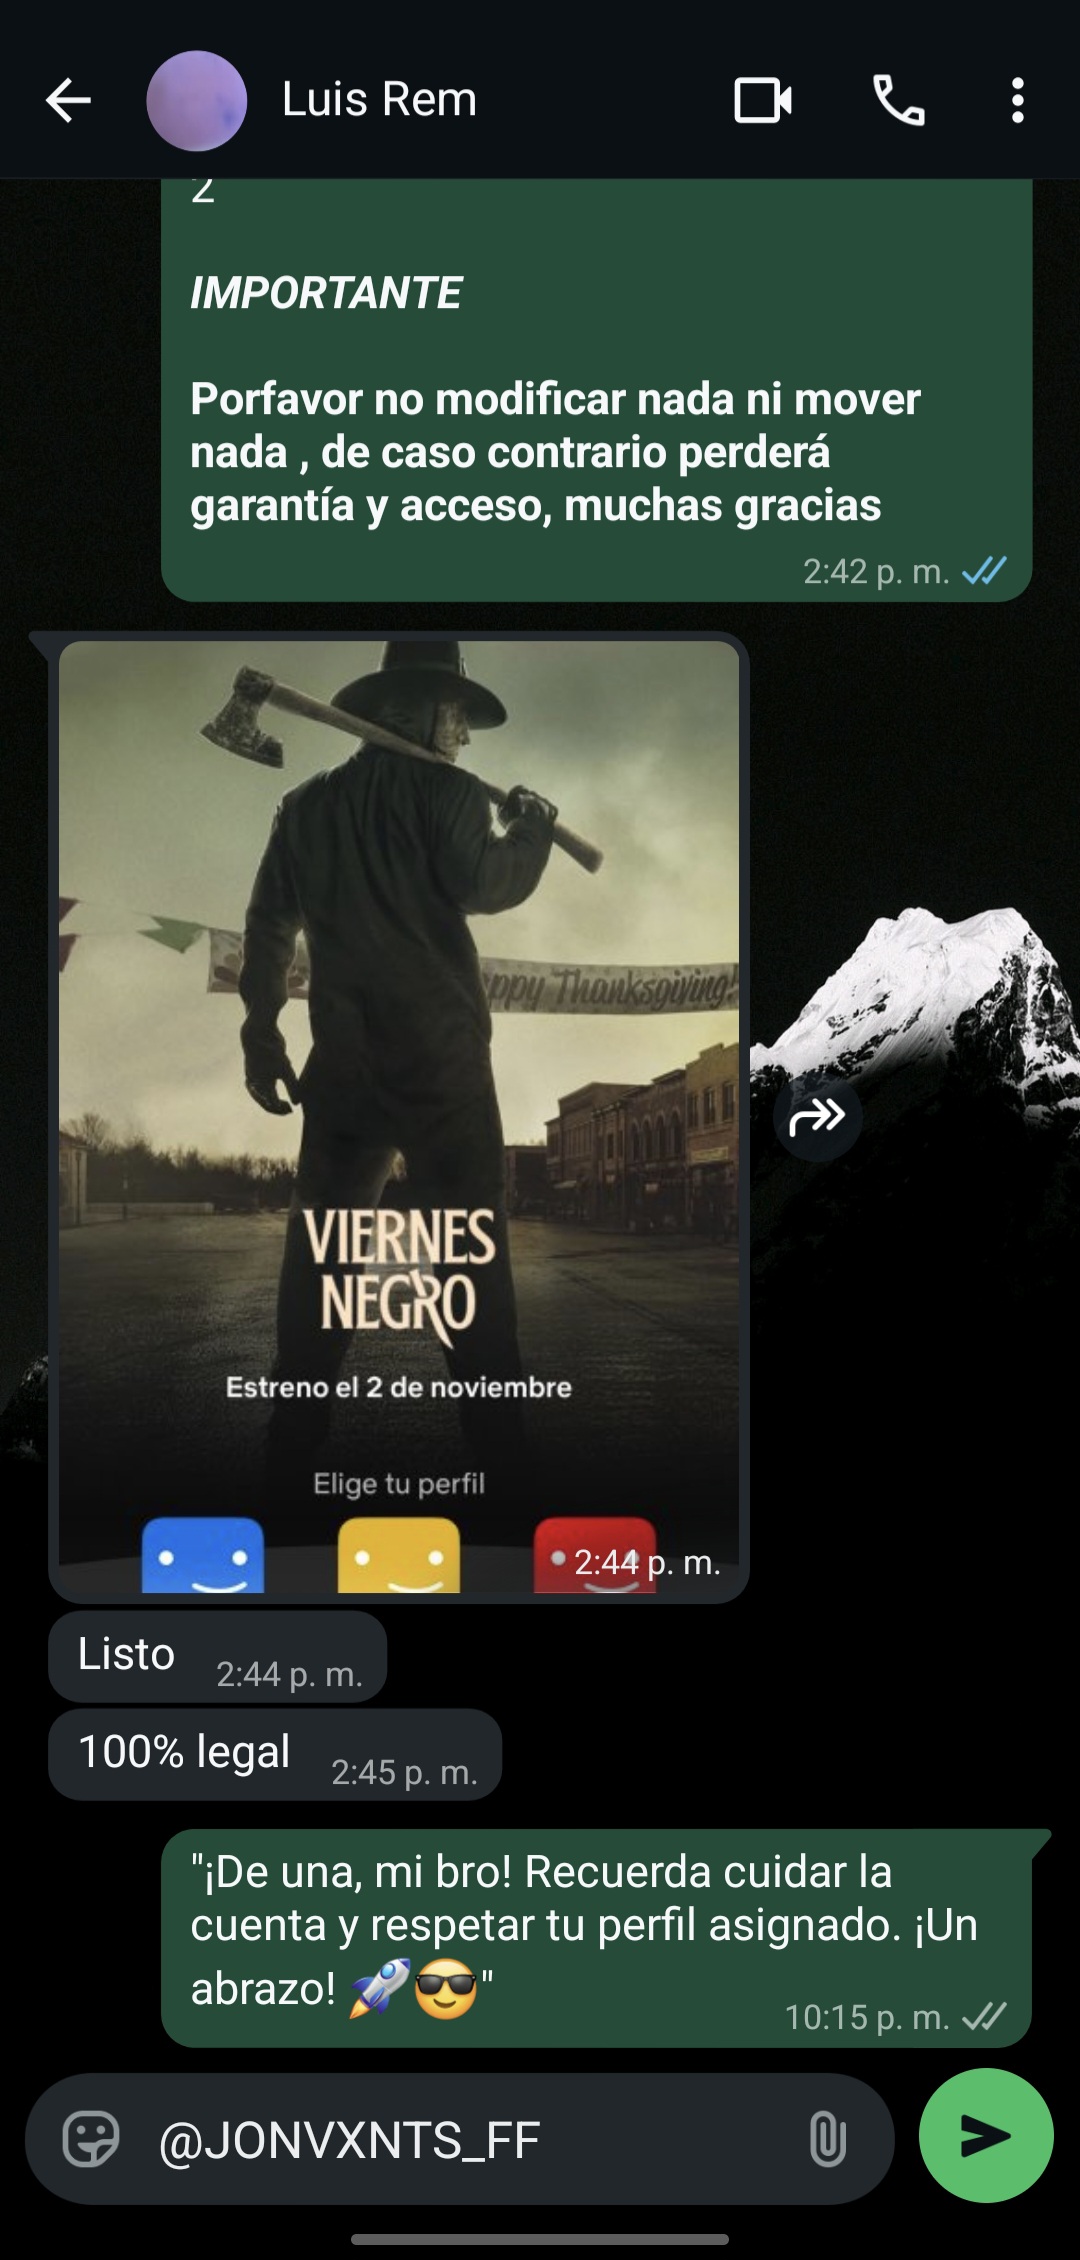 Luis Rem
2
IMPORTANTE
Porfavor no modificar nada ni mover
nada , de caso contrario perderá
garantía y acceso, muchas gracias
2:42 p. m.
ppy Thanksgiving!
VIERNES
NEGRO
Estreno el 2 de noviembre
Elige tu perfil
2:44 p. m.
Listo 2:44 p. m.
100% legal 2:45 p. m.
"¡De una, mi bro! Recuerda cuidar la
cuenta y respetar tu perfil asignado. ¡Un
abrazo! 🚀😎"
10:15 p. m.
@JONVXNTS_FF